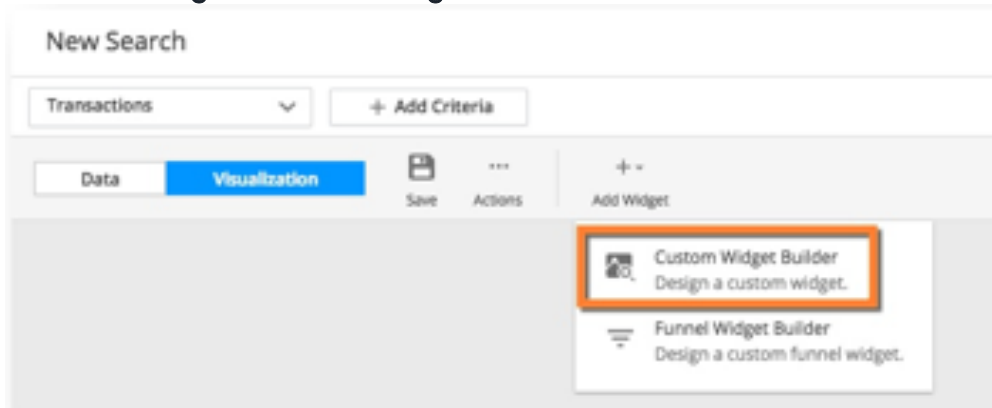 New Search
Transactions
+ Add Criteria
Data
Visualization
Save
Actions
Add Widget
Custom Widget Builder
Design a custom widget.
Funnel Widget Builder
Design a custom funnel widget.